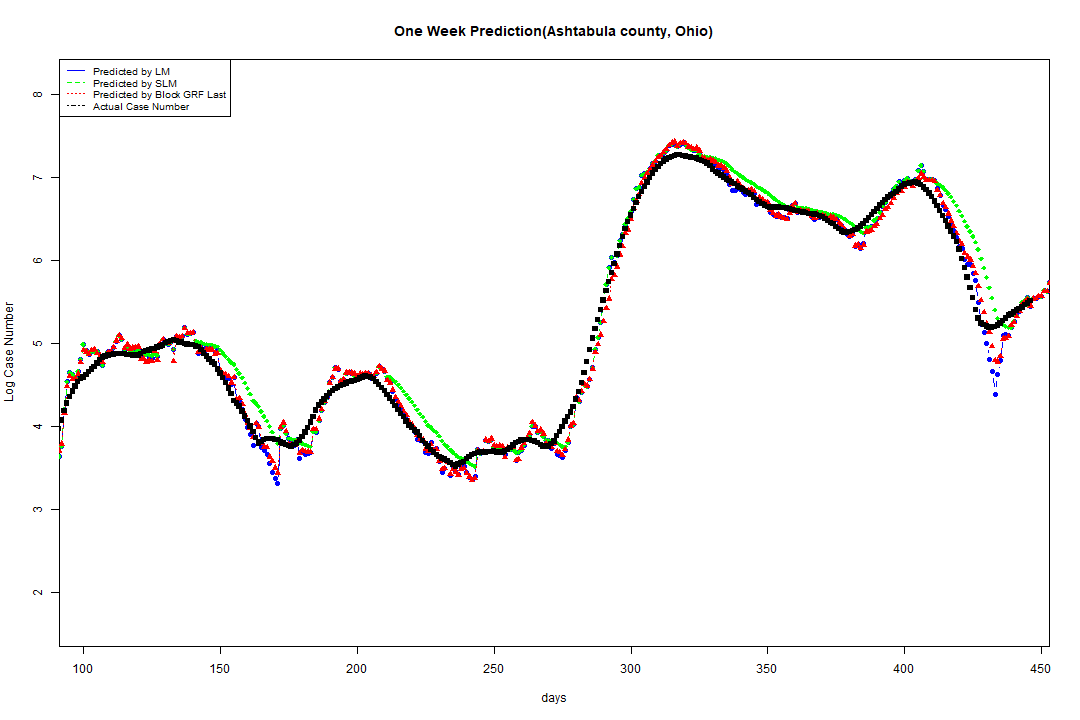 One Week Prediction(Ashtabula county, Ohio)
Predicted by LM
Predicted by SLM
Predicted by Block GRF Last
Actual Case Number
8
7
6
5
4
3
2
Log Case Number
100 150 200 250 300 350 400 450
days